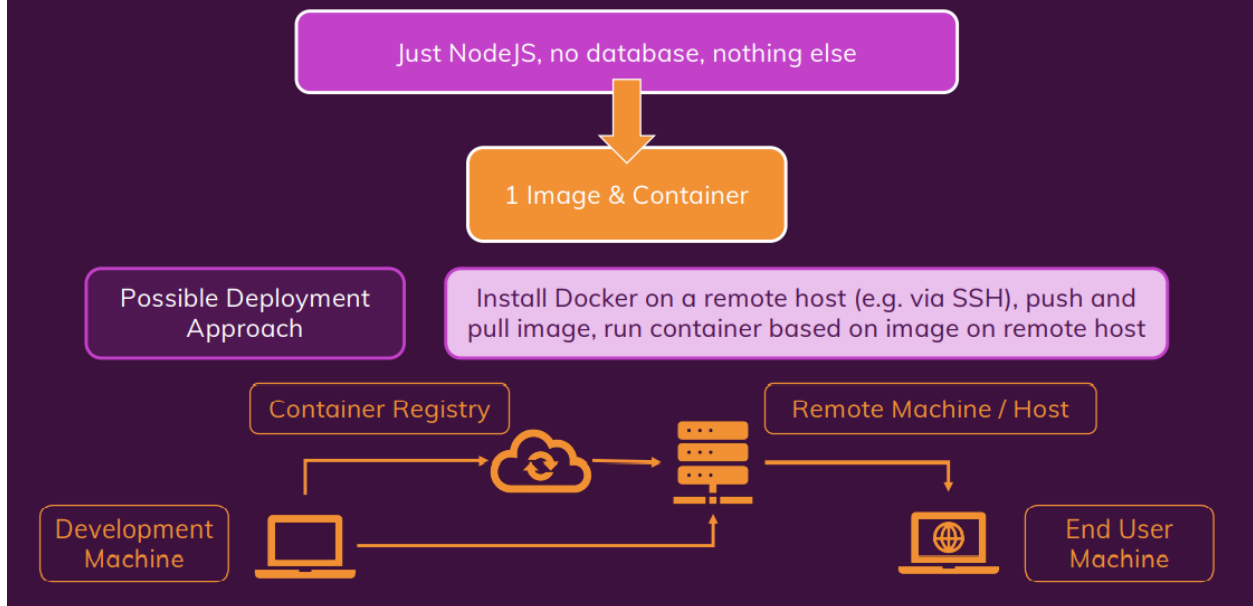 Just NodeJS, no database, nothing else
1 Image & Container
Possible Deployment
Approach
Install Docker on a remote host (e.g. via SSH), push and
pull image, run container based on image on remote host
Container Registry
Remote Machine / Host
Development
Machine
End User
Machine